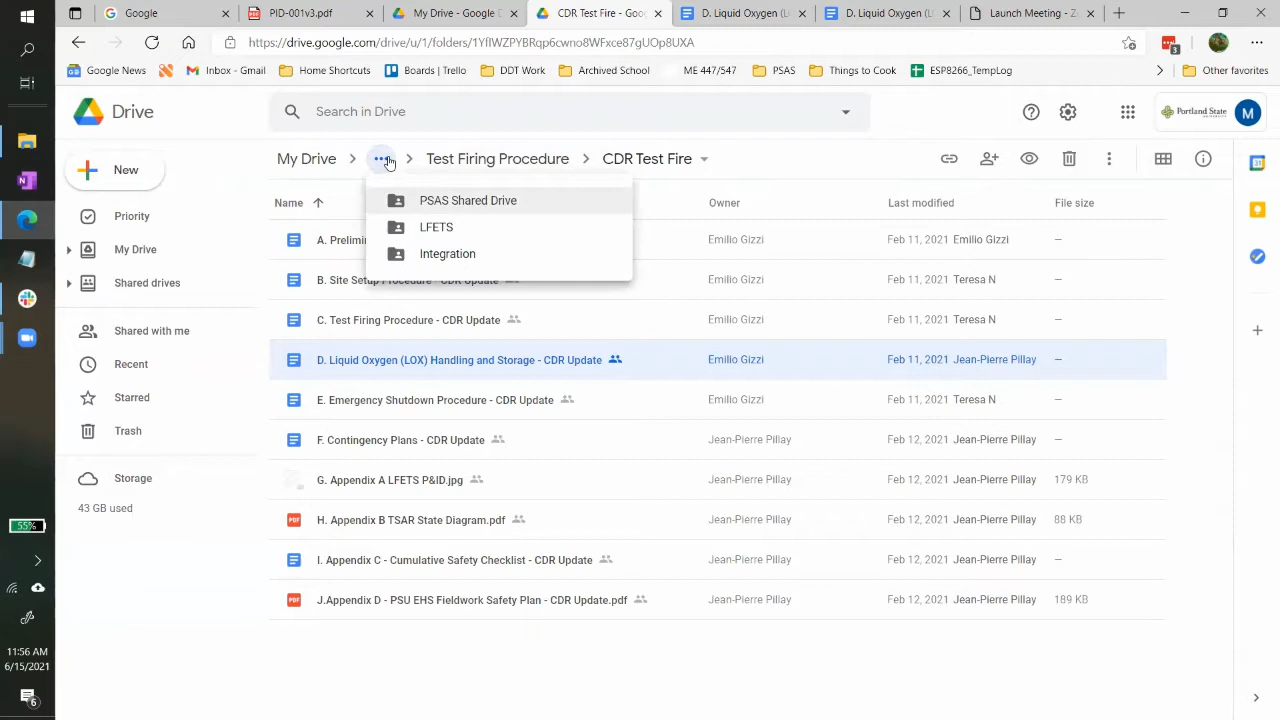 Google
PID-001v3.pdf
My Drive - Google D
CDR Test Fire - Goog
D. Liquid Oxygen (LO
D. Liquid Oxygen (LO
Launch Meeting - Zo
https://drive.google.com/drive/u/1/folders/1YflWZPYBRqp6cwno8WFxce87gUOp8UXA
3
Google News
Inbox - Gmail
Home Shortcuts
Boards | Trello
DDT Work
Archived School
ME 447/547
PSAS
Things to Cook
ESP8266_TempLog
Other favorites
Drive
Search in Drive
Portland State
M
New
My Drive
Test Firing Procedure
CDR Test Fire
PSAS Shared Drive
LFETS
Integration
Priority
My Drive
Shared drives
Shared with me
Recent
Starred
Trash
Storage
43 GB used
Name
Owner
Last modified
File size
A. Prelimi
Emilio Gizzi
Feb 11, 2021 Emilio Gizzi
—
B. Site Setup Procedure - CDR Update
Emilio Gizzi
Feb 11, 2021 Teresa N
—
C. Test Firing Procedure - CDR Update
Emilio Gizzi
Feb 11, 2021 Teresa N
—
D. Liquid Oxygen (LOX) Handling and Storage - CDR Update
Emilio Gizzi
Feb 11, 2021 Jean-Pierre Pillay
—
E. Emergency Shutdown Procedure - CDR Update
Emilio Gizzi
Feb 11, 2021 Teresa N
—
F. Contingency Plans - CDR Update
Jean-Pierre Pillay
Feb 12, 2021 Jean-Pierre Pillay
—
G. Appendix A LFETS P&ID.jpg
Jean-Pierre Pillay
Feb 12, 2021 Jean-Pierre Pillay
179 KB
PDF
H. Appendix B TSAR State Diagram.pdf
Jean-Pierre Pillay
Feb 12, 2021 Jean-Pierre Pillay
88 KB
I. Appendix C - Cumulative Safety Checklist - CDR Update
Jean-Pierre Pillay
Feb 12, 2021 Jean-Pierre Pillay
—
PDF
J.Appendix D - PSU EHS Fieldwork Safety Plan - CDR Update.pdf
Jean-Pierre Pillay
Feb 12, 2021 Jean-Pierre Pillay
189 KB
55%
11:56 AM
6/15/2021
6